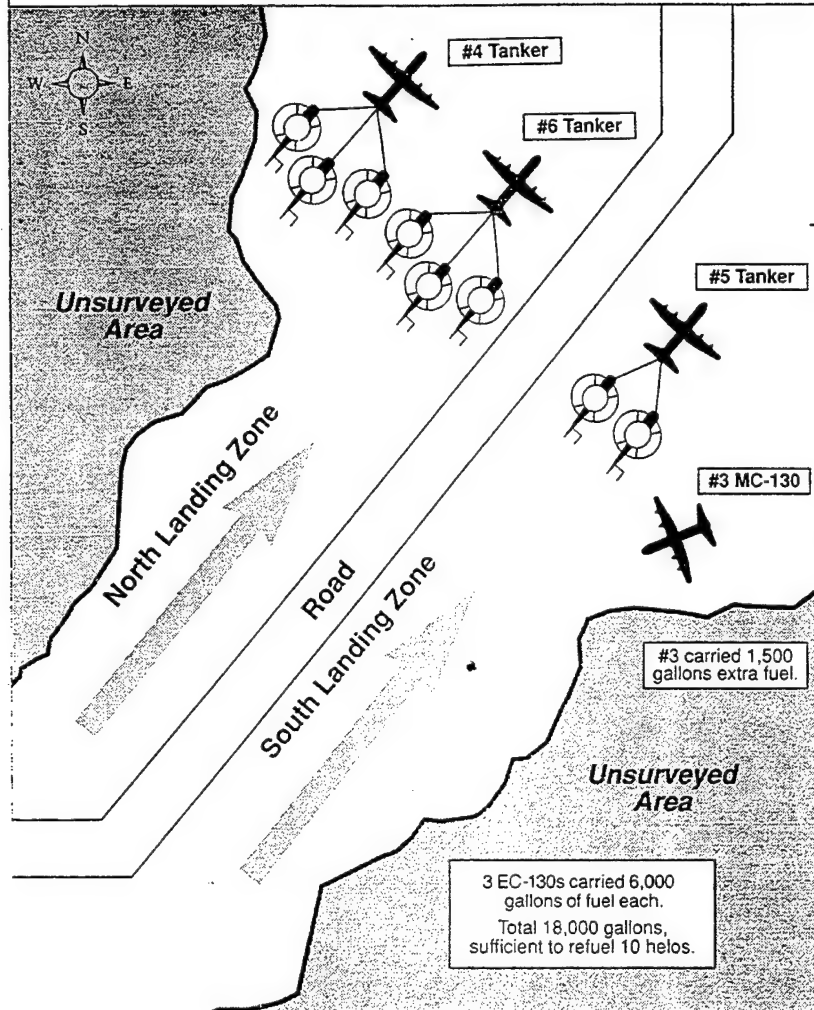 N
W E
S
#4 Tanker
#6 Tanker
#5 Tanker
Unsurveyed
Area
#3 MC-130
North Landing Zone
Road
South Landing Zone
#3 carried 1,500
gallons extra fuel.
Unsurveyed
Area
3 EC-130s carried 6,000
gallons of fuel each.
Total 18,000 gallons,
sufficient to refuel 10 helos.